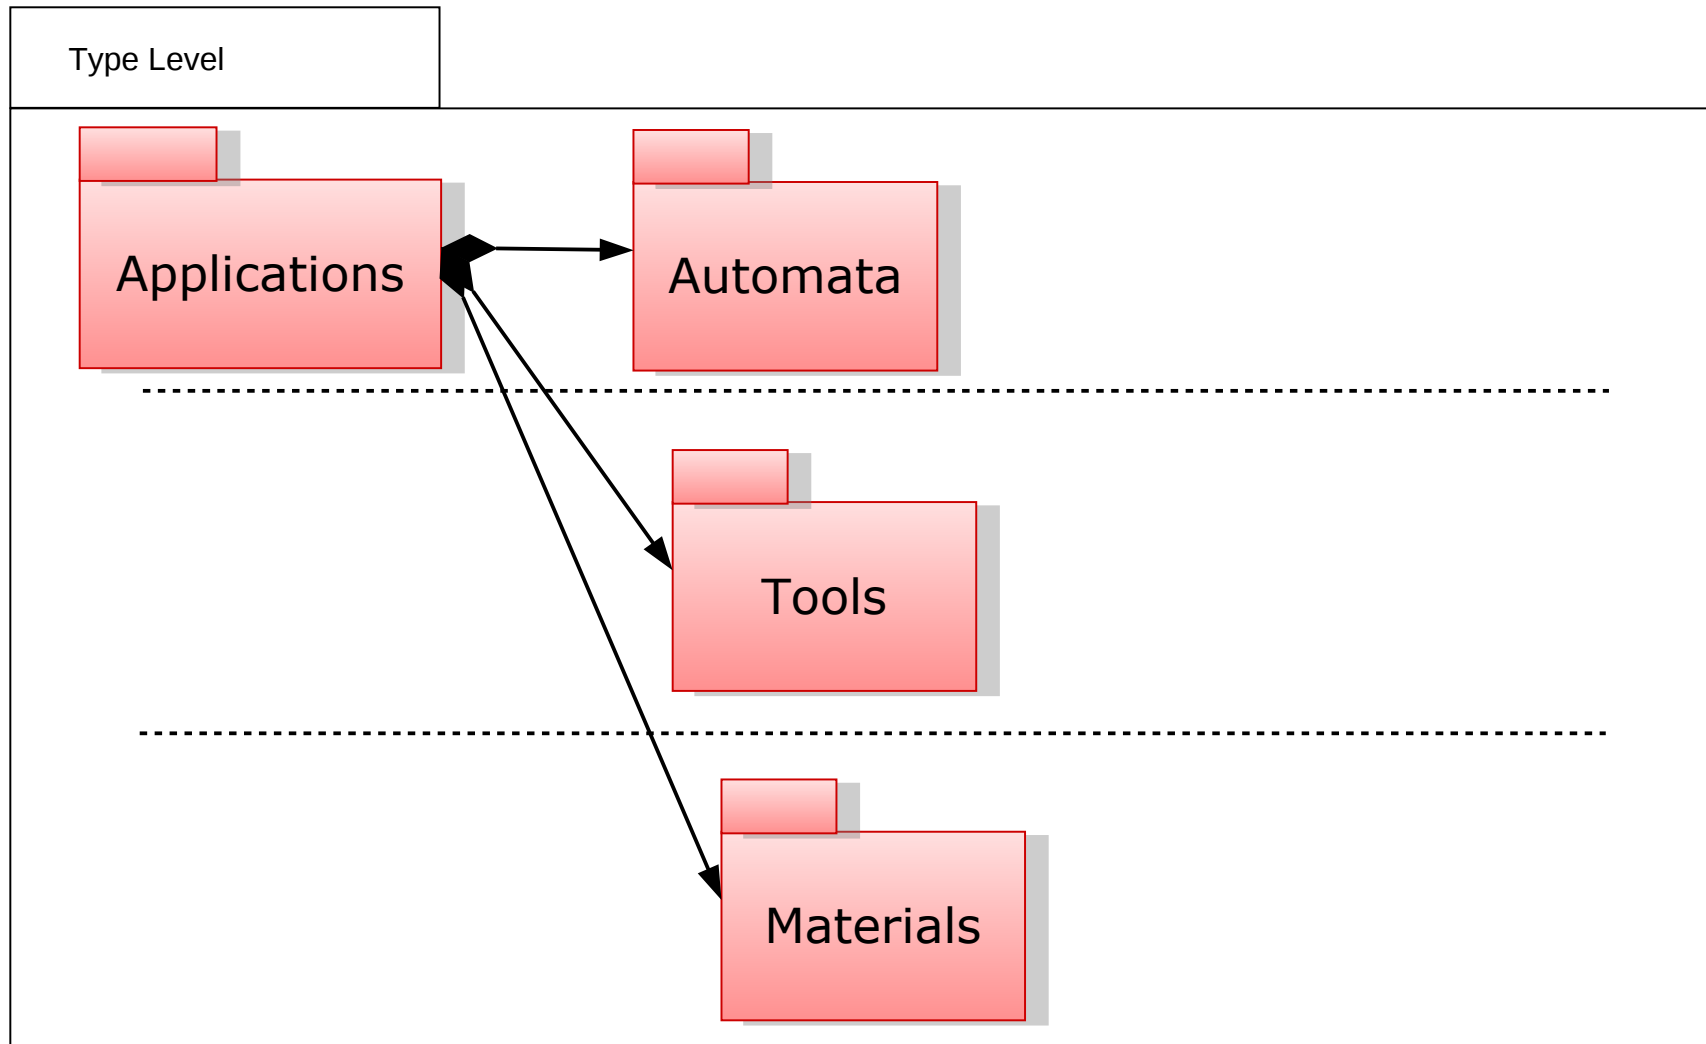 Type Level
Applications
Automata
Tools
Materials